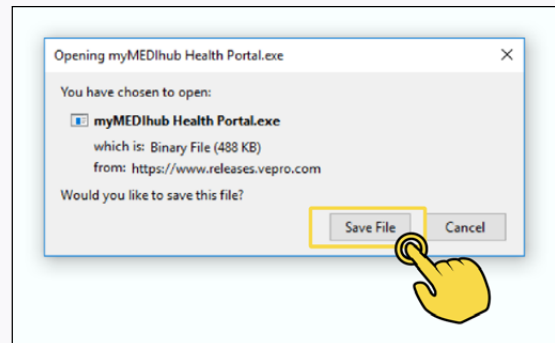 Opening myMEDIhub Health Portal.exe
You have chosen to open:
myMEDIhub Health Portal.exe
which is: Binary File (488 KB)
from: https://www.releases.vepro.com
Would you like to save this file?
Save File Cancel